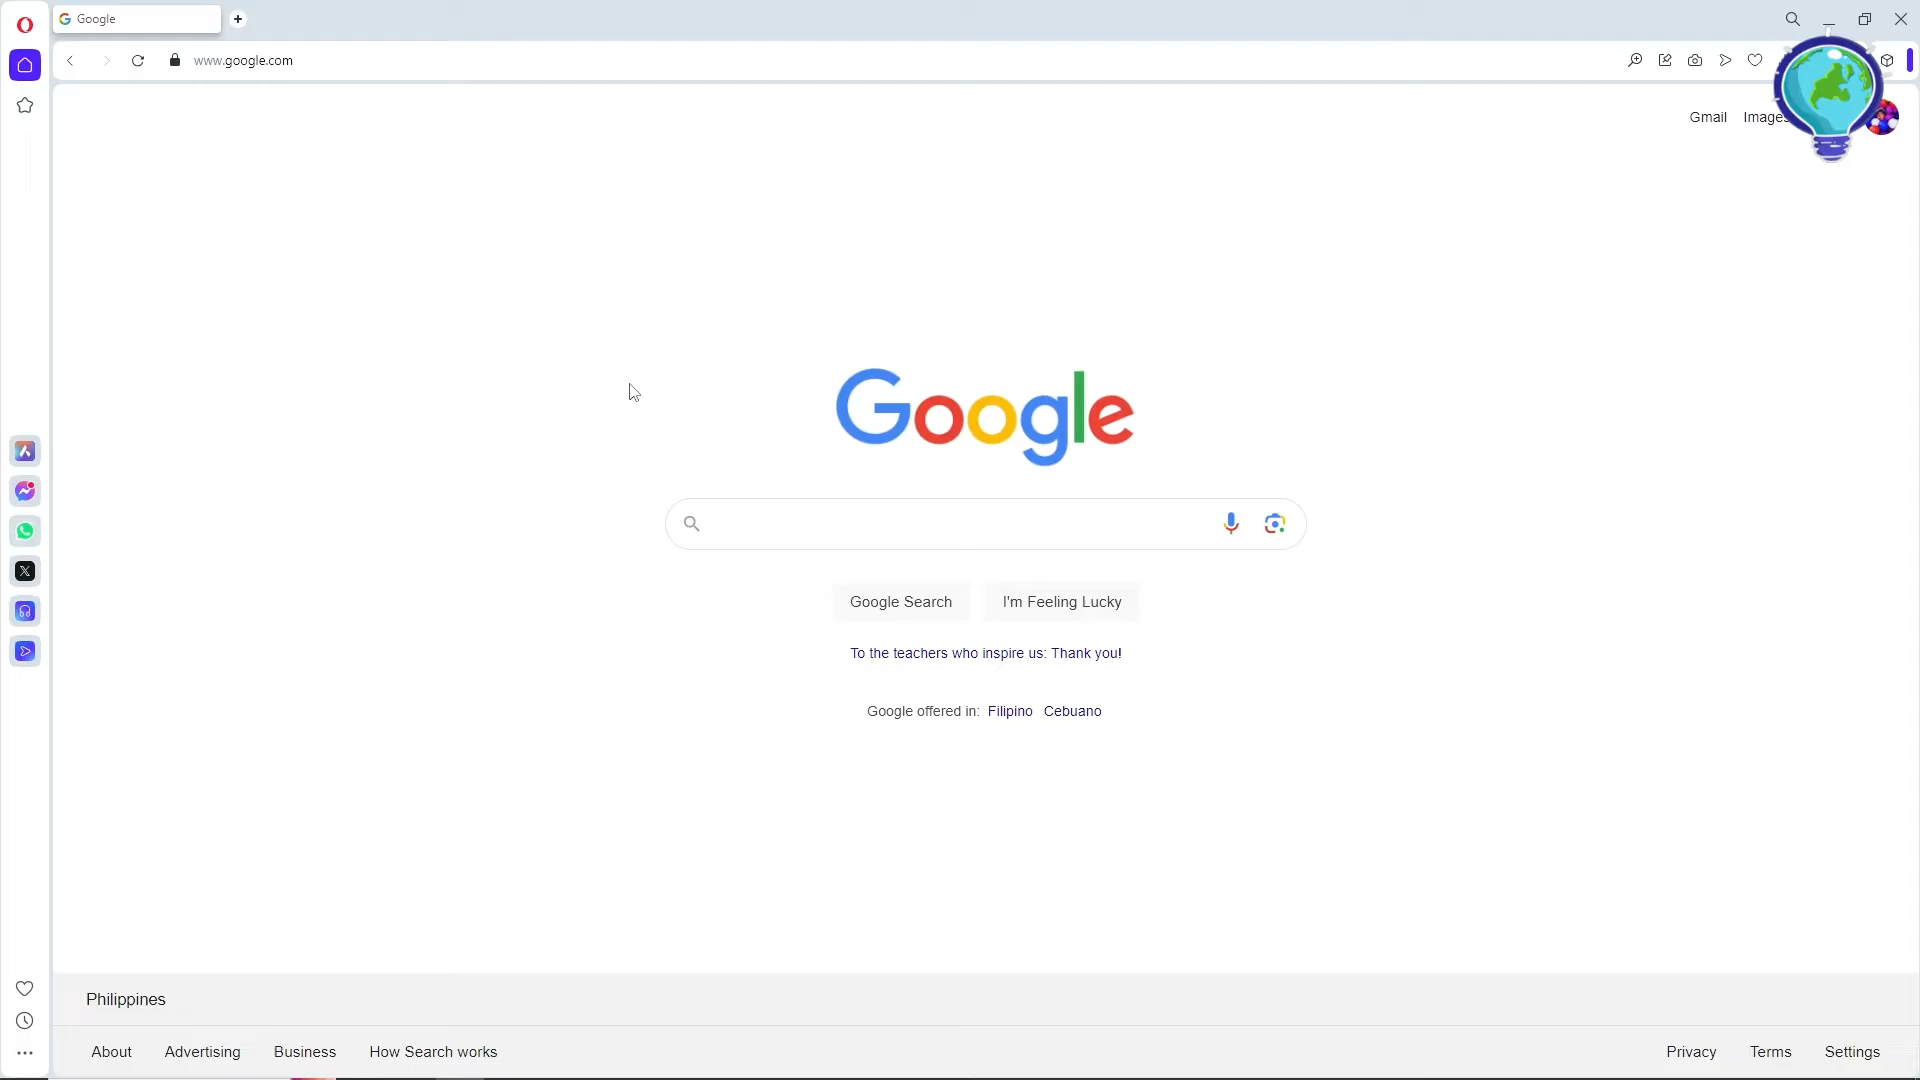 Google
www.google.com
Gmail Images
Google
Google Search I'm Feeling Lucky
To the teachers who inspire us: Thank you!
Google offered in: Filipino Cebuano
Philippines
About Advertising Business How Search works Privacy Terms Settings